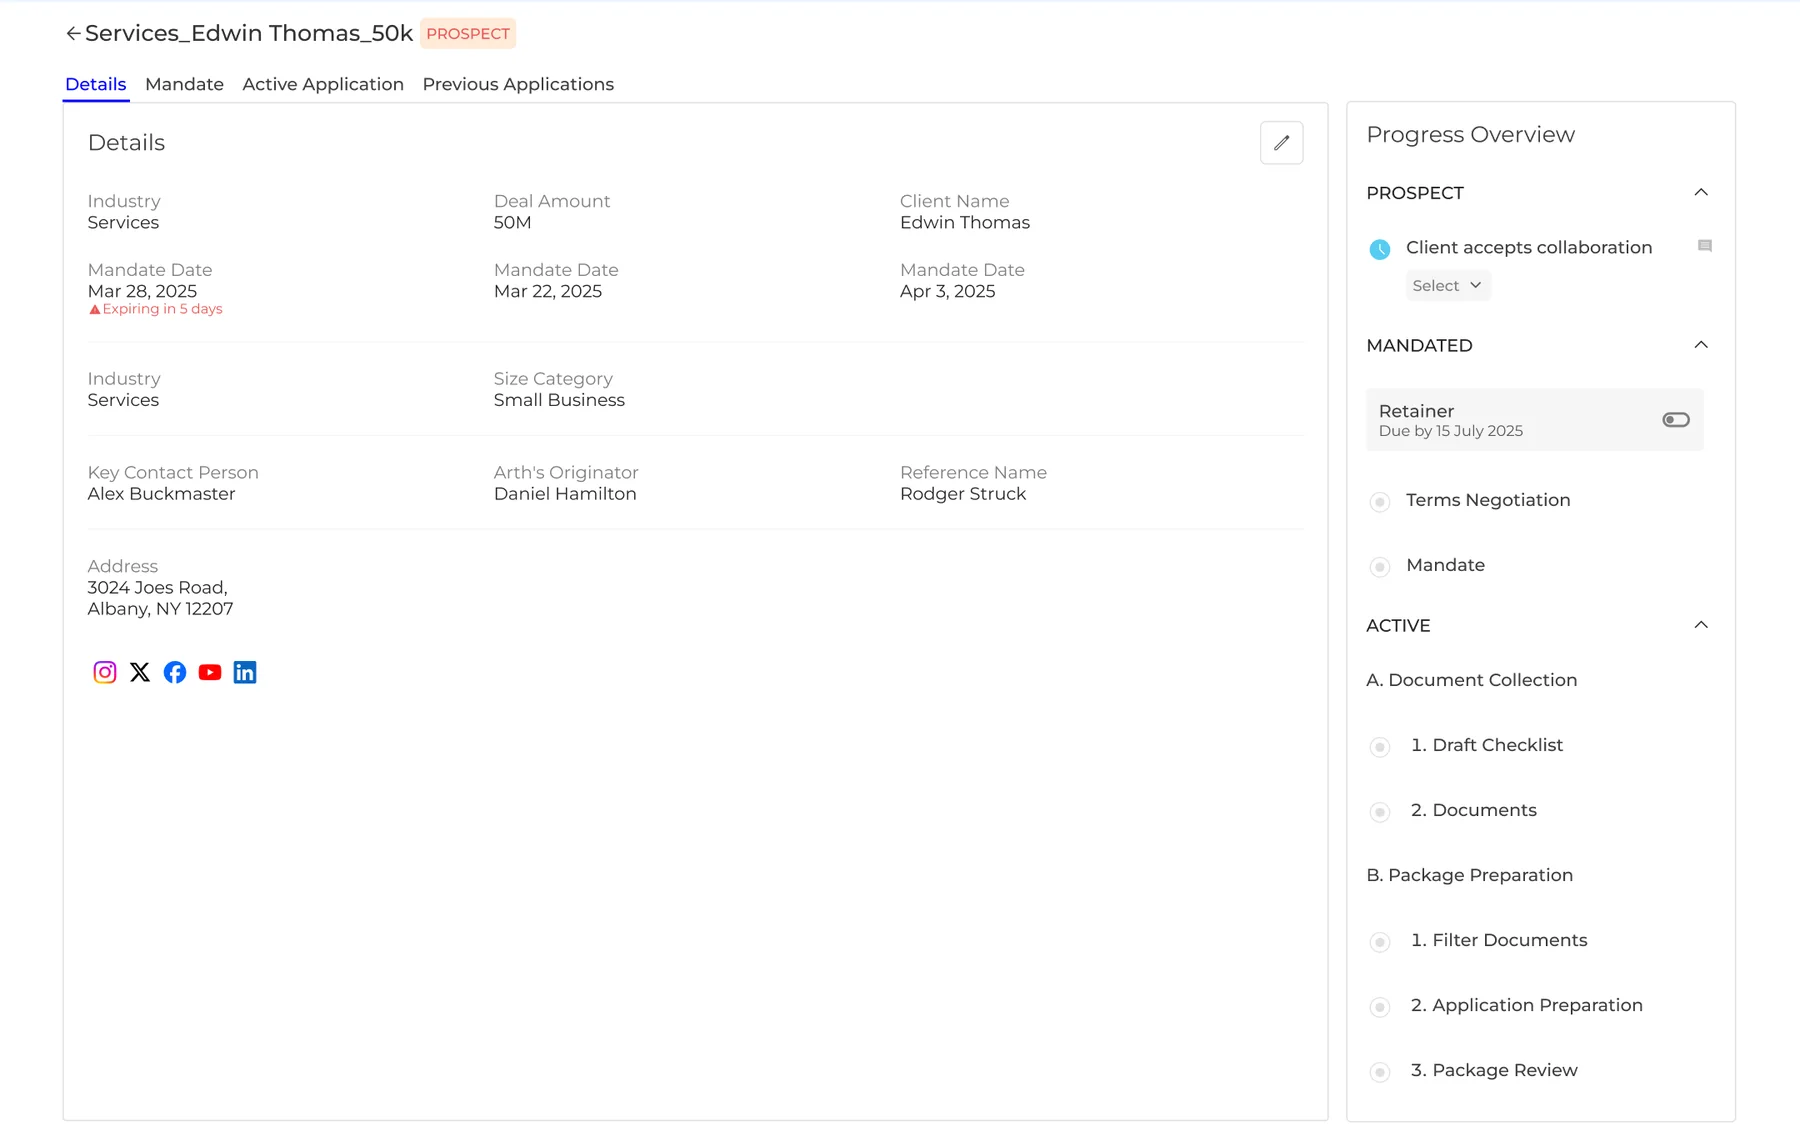 Services_Edwin Thomas_50k PROSPECT
Details Mandate Active Application Previous Applications
Details
Industry Deal Amount Client Name
Services 50M Edwin Thomas
Mandate Date Mandate Date Mandate Date
Mar 28, 2025 Mar 22, 2025 Apr 3, 2025
Expiring in 5 days
Industry Size Category
Services Small Business
Key Contact Person Arth's Originator Reference Name
Alex Buckmaster Daniel Hamilton Rodger Struck
Address
3024 Joes Road,
Albany, NY 12207
Progress Overview
PROSPECT
Client accepts collaboration
Select
MANDATED
Retainer
Due by 15 July 2025
Terms Negotiation
Mandate
ACTIVE
A. Document Collection
1. Draft Checklist
2. Documents
B. Package Preparation
1. Filter Documents
2. Application Preparation
3. Package Review